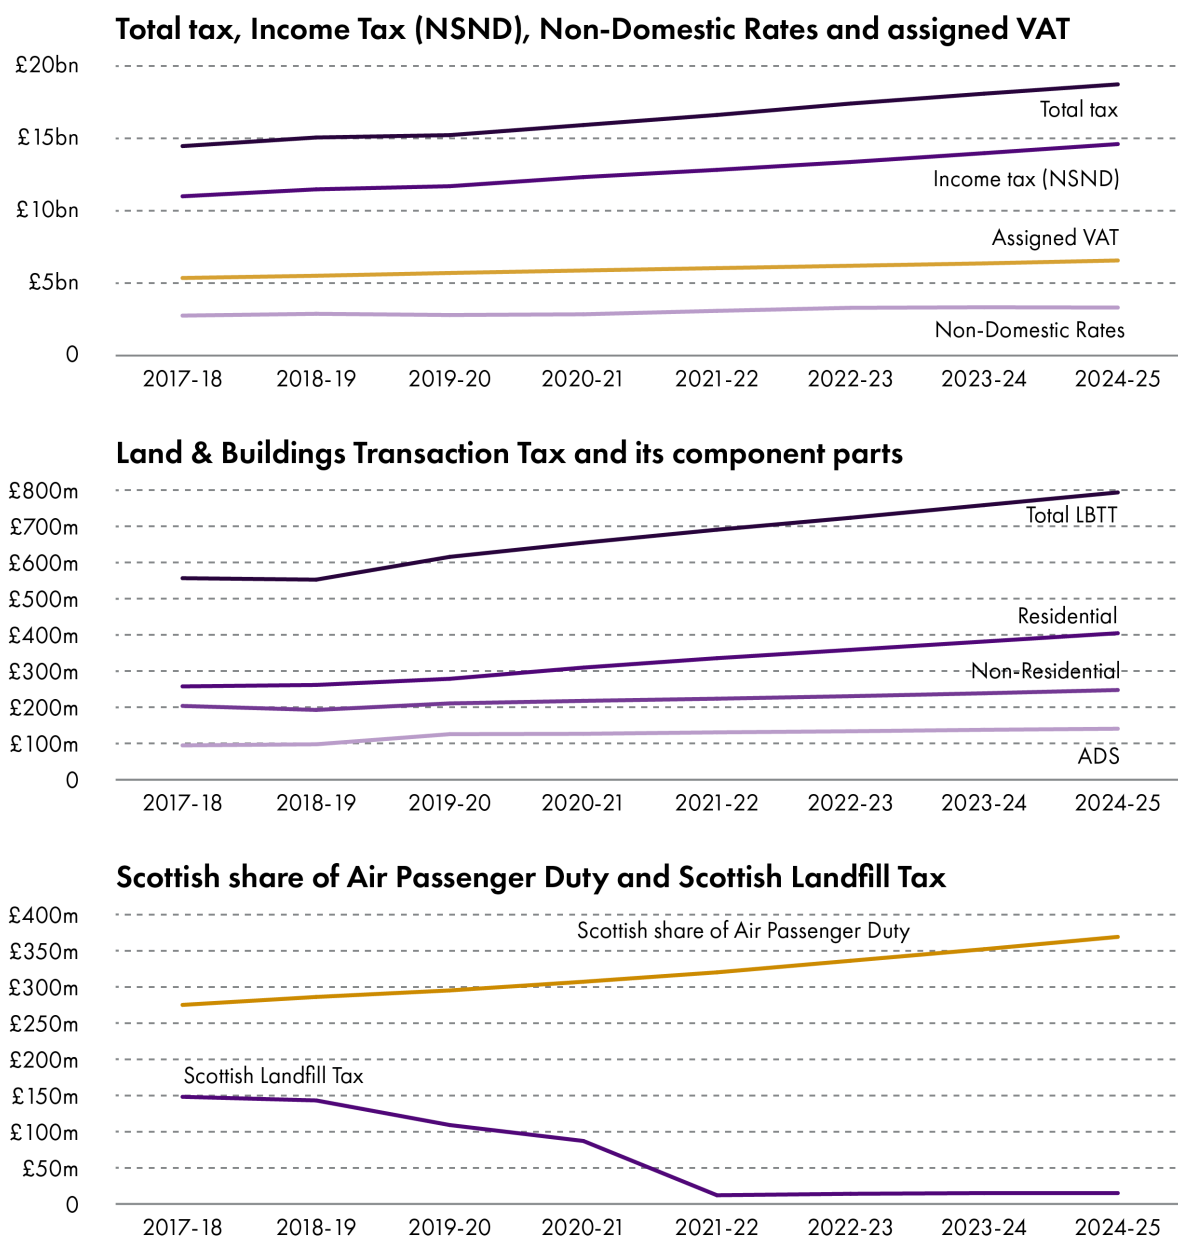 Total tax, Income Tax (NSND), Non-Domestic Rates and assigned VAT
£20bn
Total tax
£15bn
Income tax (NSND)
£10bn
Assigned VAT
£5bn
Non-Domestic Rates
0
2017-18 2018-19 2019-20 2020-21 2021-22 2022-23 2023-24 2024-25
Land & Buildings Transaction Tax and its component parts
£800m
Total LBTT
£700m
£600m
£500m
Residential
£400m
£300m
Non-Residential
£200m
£100m
ADS
0
2017-18 2018-19 2019-20 2020-21 2021-22 2022-23 2023-24 2024-25
Scottish share of Air Passenger Duty and Scottish Landfill Tax
£400m
Scottish share of Air Passenger Duty
£350m
£300m
£250m
£200m
Scottish Landfill Tax
£150m
£100m
£50m
0
2017-18 2018-19 2019-20 2020-21 2021-22 2022-23 2023-24 2024-25